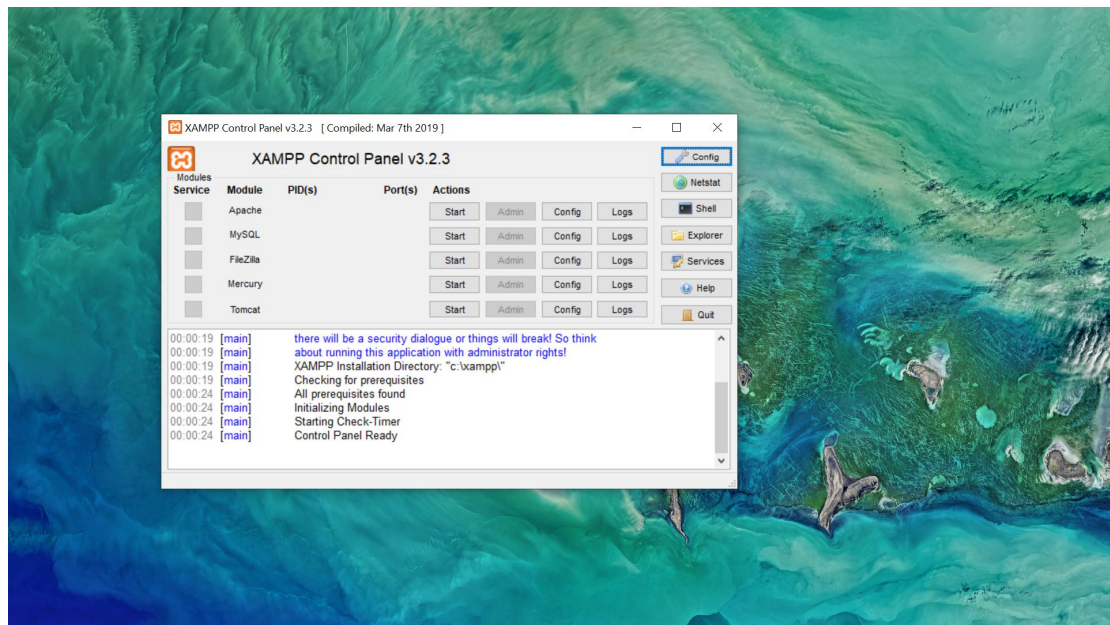 XAMPP Control Panel v3.2.3 [ Compiled: Mar 7th 2019 ]
XAMPP Control Panel v3.2.3
Config
Modules
Service Module PID(s) Port(s) Actions
Netstat
Apache Start Admin Config Logs
Shell
MySQL Start Admin Config Logs
Explorer
FileZilla Start Admin Config Logs
Services
Mercury Start Admin Config Logs
Help
Tomcat Start Admin Config Logs
Quit
00:00:19 [main] there will be a security dialogue or things will break! So think
00:00:19 [main] about running this application with administrator rights!
00:00:19 [main] XAMPP Installation Directory: "c:\xampp\"
00:00:19 [main] Checking for prerequisites
00:00:24 [main] All prerequisites found
00:00:24 [main] Initializing Modules
00:00:24 [main] Starting Check-Timer
00:00:24 [main] Control Panel Ready